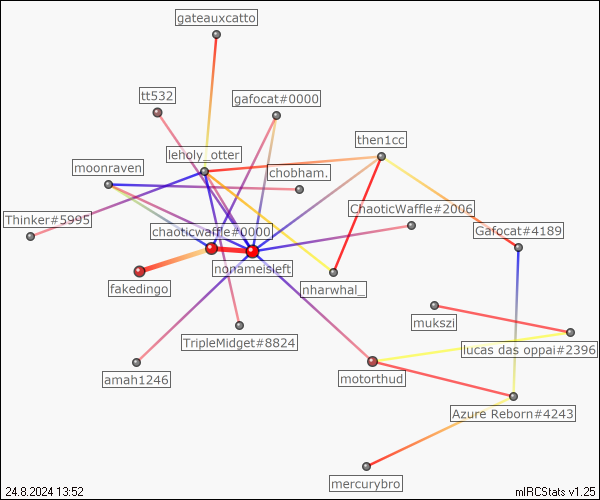 gateauxcatto
tt532
gafocat#0000
then1cc
leholy_otter
moonraven
chobham.
ChaoticWaffle#2006
Thinker#5995
chaoticwaffle#0000
Gafocat#4189
nonameisleft
fakedingo
nharwhal_
mukszi
TripleMidget#8824
lucas das oppai#2396
amah1246
motorthud
Azure Reborn#4243
mercurybro
24.8.2024 13:52
mIRCStats v1.25